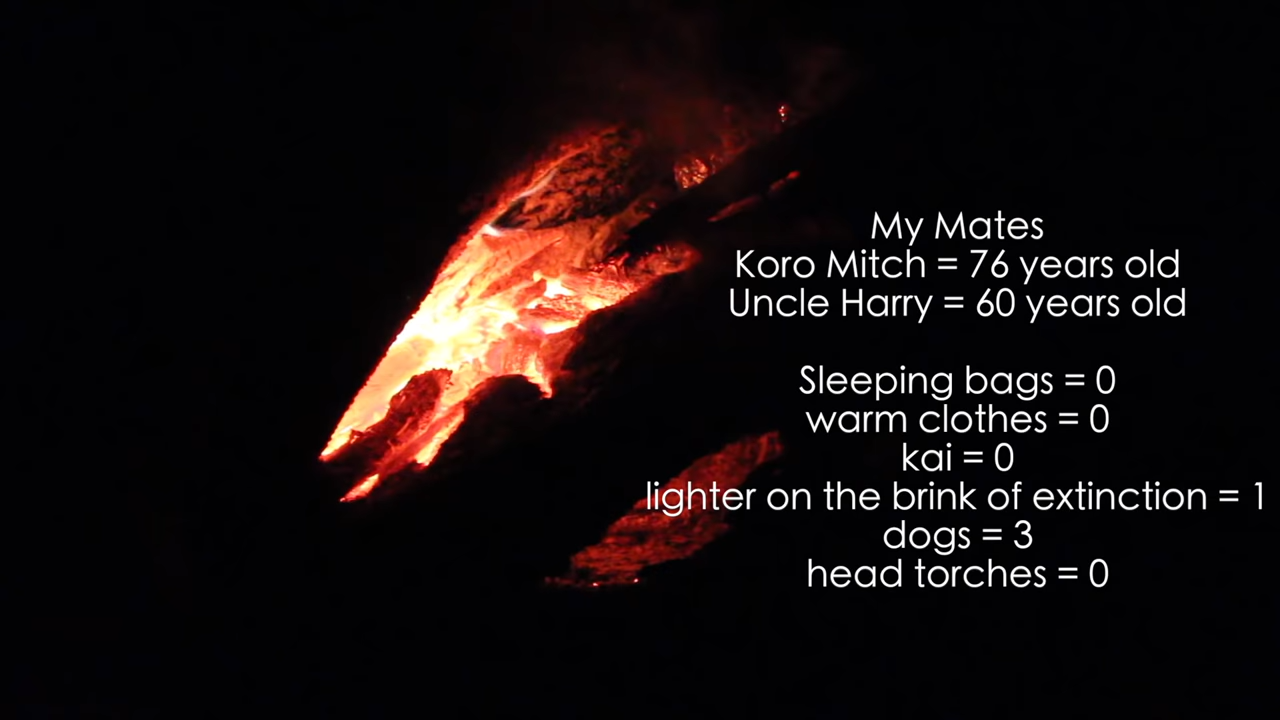 My Mates
Koro Mitch = 76 years old
Uncle Harry = 60 years old
Sleeping bags = 0
warm clothes = 0
kai = 0
lighter on the brink of extinction = 1
dogs = 3
head torches = 0